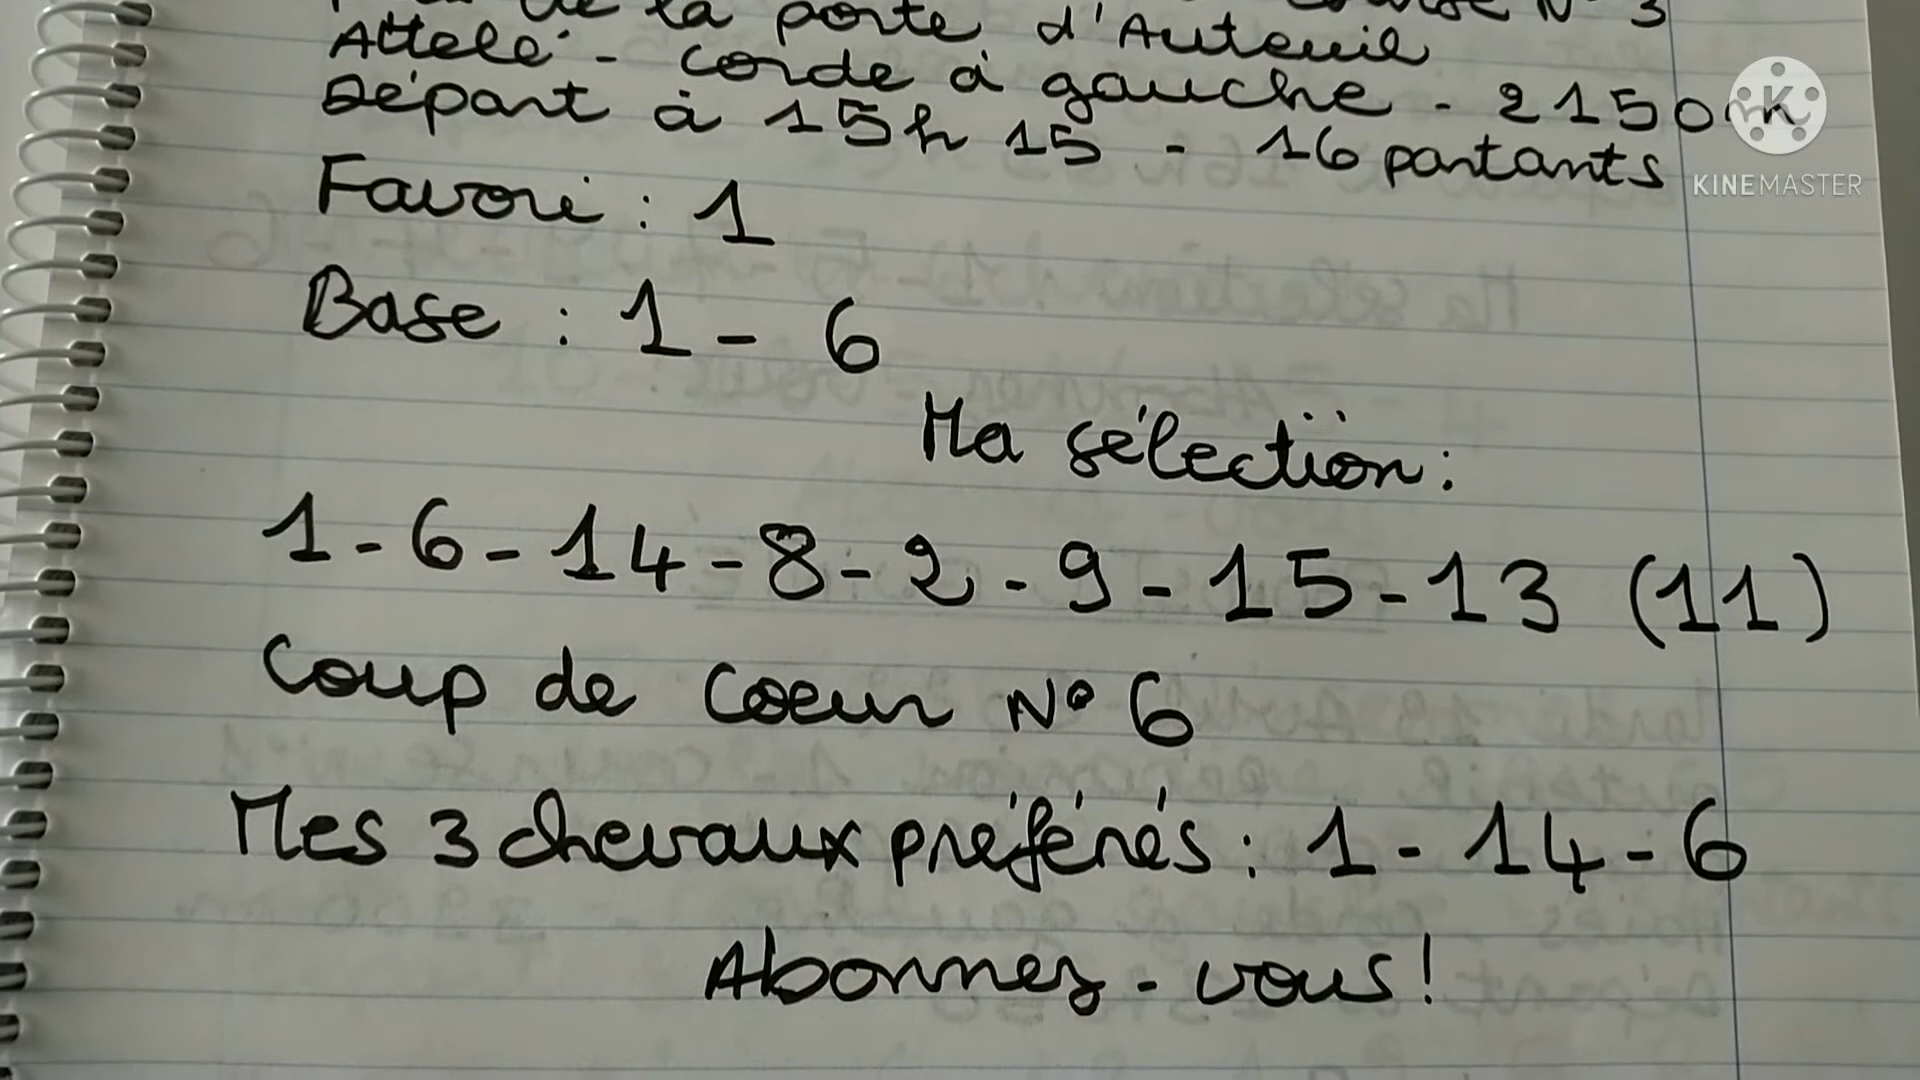 de la porte d'Auteuil
Attelé - corde à gauche - 2150m
Départ à 15h 15 - 16 partants
Favori : 1
Base : 1 - 6
Ma sélection :
1 - 6 - 14 - 8 - 2 - 9 - 15 - 13 (11)
Coup de coeur N° 6
Mes 3 chevaux préférés : 1 - 14 - 6
Abonnez - vous !
K
KINEMASTER